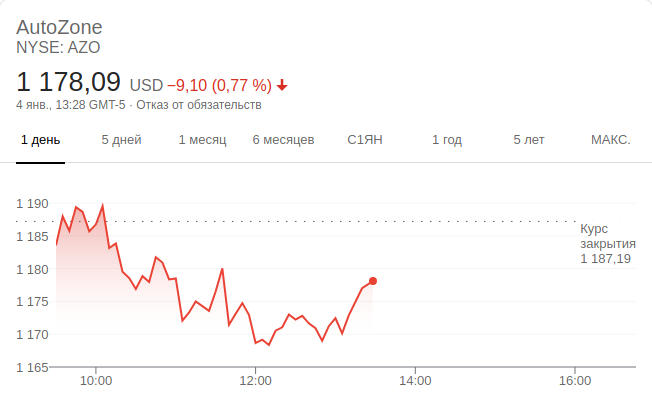 AutoZone
NYSE: AZO
1 178,09 USD −9,10 (0,77 %)
4 янв., 13:28 GMT-5 · Отказ от обязательств
1 день 5 дней 1 месяц 6 месяцев С1ЯН 1 год 5 лет МАКС.
1 190
1 185
1 180
1 175
1 170
1 165
Курс
закрытия
1 187,19
10:00 12:00 14:00 16:00